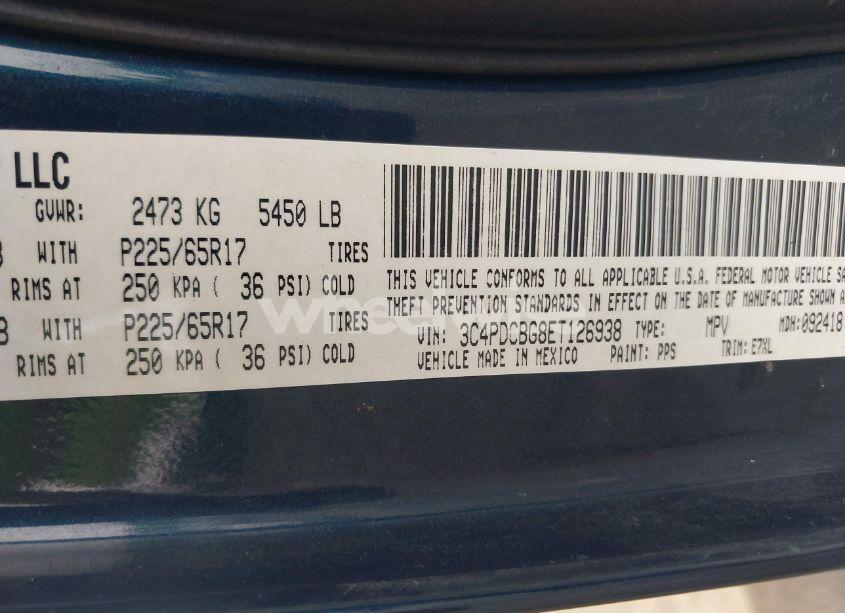 LLC
GVWR: 2473 KG 5450 LB
WITH P225/65R17 TIRES
RIMS AT 250 KPA ( 36 PSI) COLD
WITH P225/65R17 TIRES
RIMS AT 250 KPA ( 36 PSI) COLD
THIS VEHICLE CONFORMS TO ALL APPLICABLE U.S.A. FEDERAL MOTOR VEHICLE SA
THEFT PREVENTION STANDARDS IN EFFECT ON THE DATE OF MANUFACTURE SHOWN A
VIN: 3C4PDCBG8ET126938 TYPE: MPV MDH: 092418
VEHICLE MADE IN MEXICO PAINT: PPS TRIM: E7XL